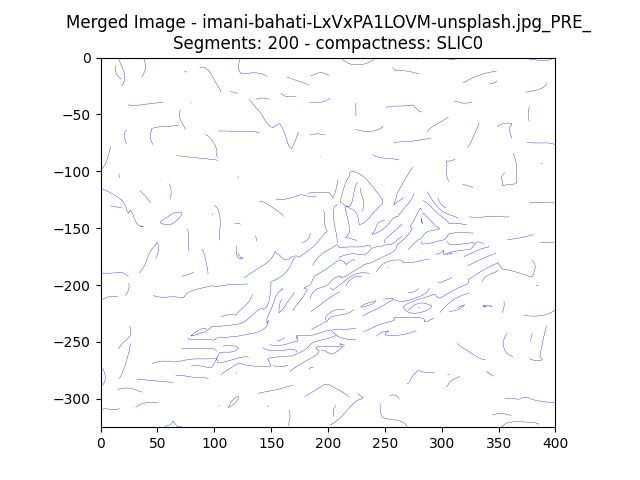 Merged Image - imani-bahati-LxVxPA1LOVM-unsplash.jpg_PRE_
Segments: 200 - compactness: SLIC0
0
−50
−100
−150
−200
−250
−300
0 50 100 150 200 250 300 350 400